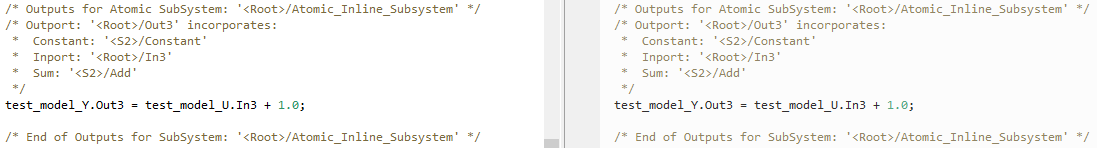 /* Outputs for Atomic SubSystem: '<Root>/Atomic_Inline_Subsystem' */
/* Outport: '<Root>/Out3' incorporates:
 *  Constant: '<S2>/Constant'
 *  Inport: '<Root>/In3'
 *  Sum: '<S2>/Add'
 */
test_model_Y.Out3 = test_model_U.In3 + 1.0;
/* End of Outputs for SubSystem: '<Root>/Atomic_Inline_Subsystem' */
/* Outputs for Atomic SubSystem: '<Root>/Atomic_Inline_Subsystem' */
/* Outport: '<Root>/Out3' incorporates:
 *  Constant: '<S2>/Constant'
 *  Inport: '<Root>/In3'
 *  Sum: '<S2>/Add'
 */
test_model_Y.Out3 = test_model_U.In3 + 1.0;
/* End of Outputs for SubSystem: '<Root>/Atomic_Inline_Subsystem' */